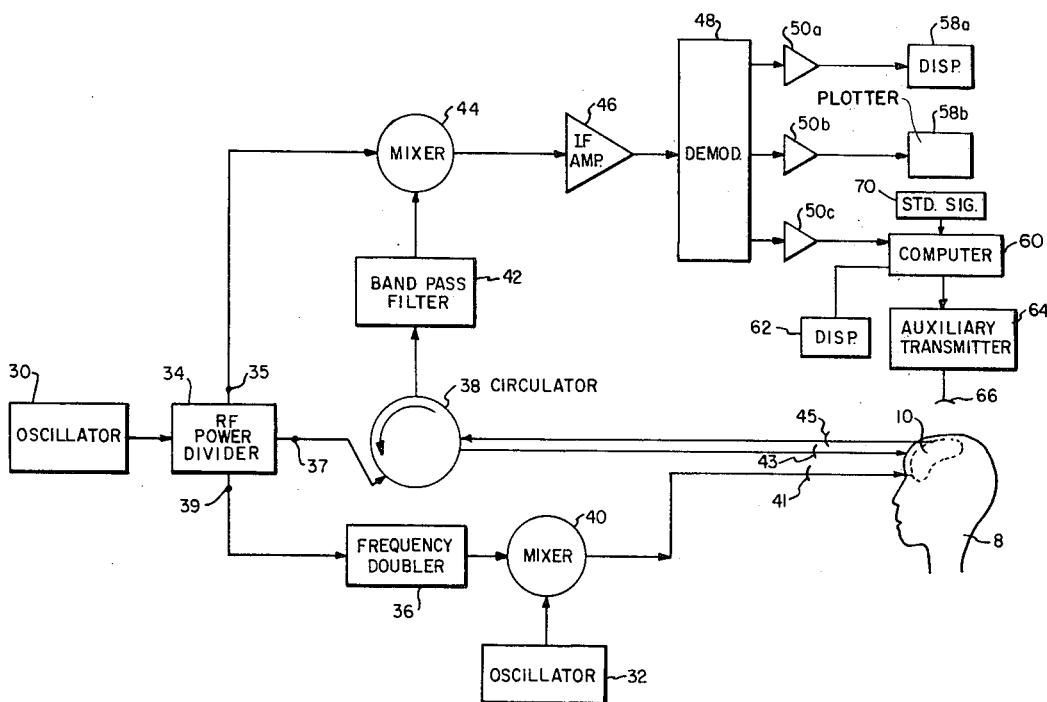 48
50a
58a
DISP.
PLOTTER
44
46
58b
MIXER
I.F
AMP.
DEMOD.
50b
70
STD. SIG.
50c
COMPUTER
60
BAND PASS
FILTER
42
62
DISP.
AUXILIARY
TRANSMITTER
64
30
34
35
38 CIRCULATOR
66
OSCILLATOR
RF
POWER
DIVIDER
37
45
10
43
39
41
40
8
FREQUENCY
DOUBLER
MIXER
36
OSCILLATOR
32